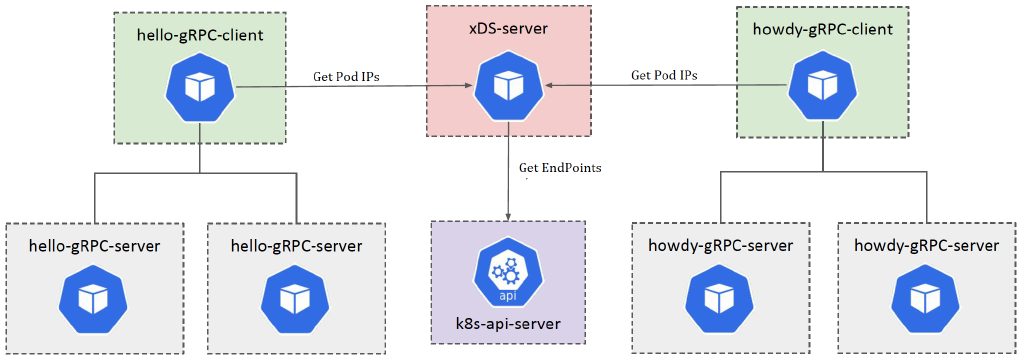 hello-gRPC-client
xDS-server
howdy-gRPC-client
Get Pod IPs
Get Pod IPs
Get EndPoints
hello-gRPC-server
hello-gRPC-server
howdy-gRPC-server
howdy-gRPC-server
api
k8s-api-server